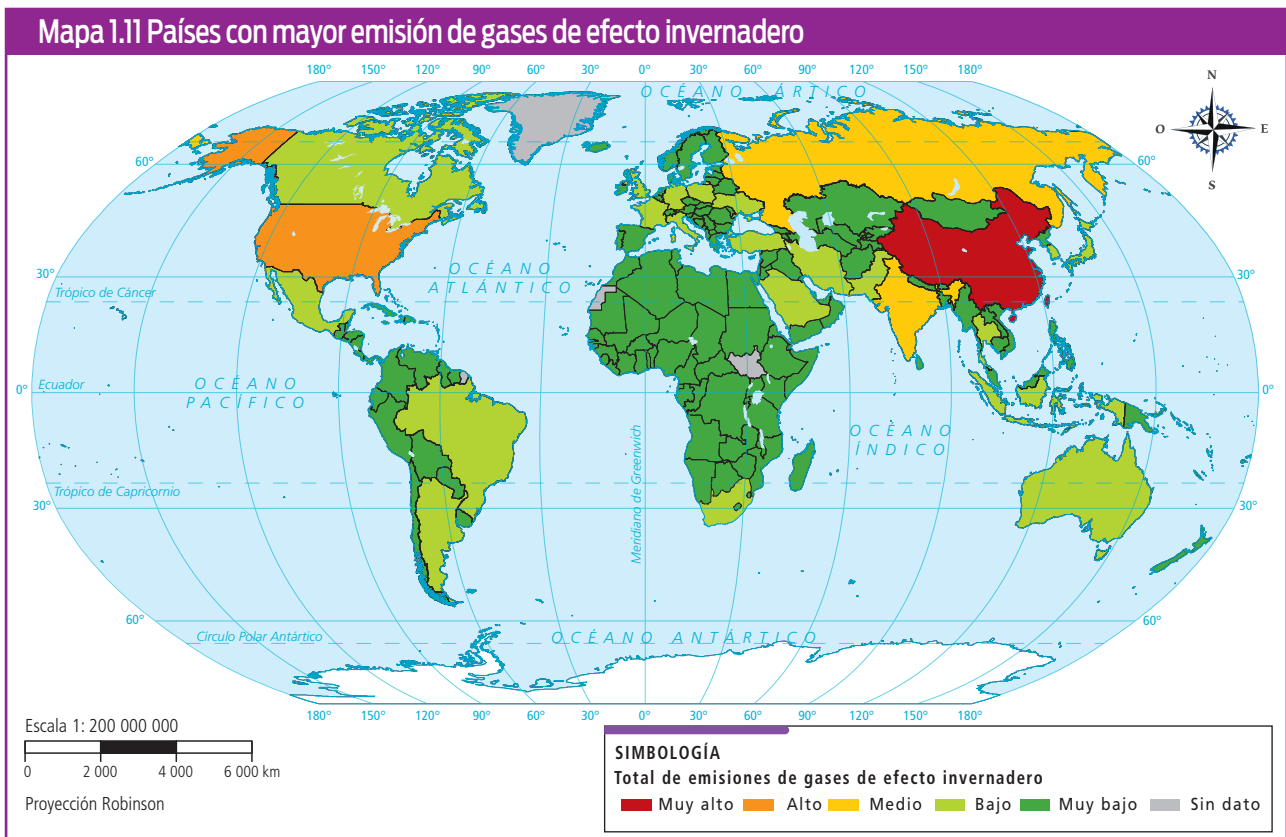 Mapa 1.11 Países con mayor emisión de gases de efecto invernadero
180° 150° 120° 90° 60° 30° 0° 30° 60° 90° 120° 150° 180°
OCÉANO ÁRTICO
N
O E
S
60° 60°
OCÉANO
ATLÁNTICO
30° 30°
Trópico de Cáncer
OCÉANO
PACÍFICO
Ecuador
0° 0°
OCÉANO
ÍNDICO
Meridiano de Greenwich
Trópico de Capricornio
30° 30°
60° 60°
Círculo Polar Antártico
OCÉANO ANTÁRTICO
180° 150° 120° 90° 60° 30° 0° 30° 60° 90° 120° 150° 180°
Escala 1: 200 000 000
0 2 000 4 000 6 000 km
Proyección Robinson
SIMBOLOGÍA
Total de emisiones de gases de efecto invernadero
Muy alto Alto Medio Bajo Muy bajo Sin dato